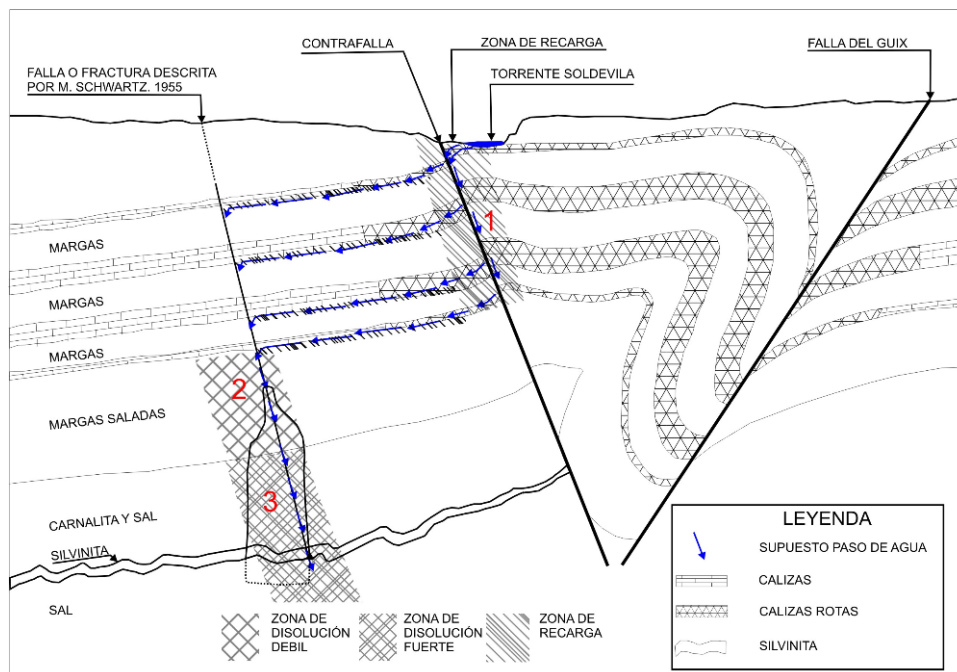 CONTRAFALLA
ZONA DE RECARGA
FALLA DEL GUIX
FALLA O FRACTURA DESCRITA
POR M. SCHWARTZ. 1955
TORRENTE SOLDEVILA
1
MARGAS
MARGAS
MARGAS
2
MARGAS SALADAS
3
CARNALITA Y SAL
SILVINITA
SAL
ZONA DE
DISOLUCIÓN
DEBIL
ZONA DE
DISOLUCIÓN
FUERTE
ZONA DE
RECARGA
LEYENDA
SUPUESTO PASO DE AGUA
CALIZAS
CALIZAS ROTAS
SILVINITA